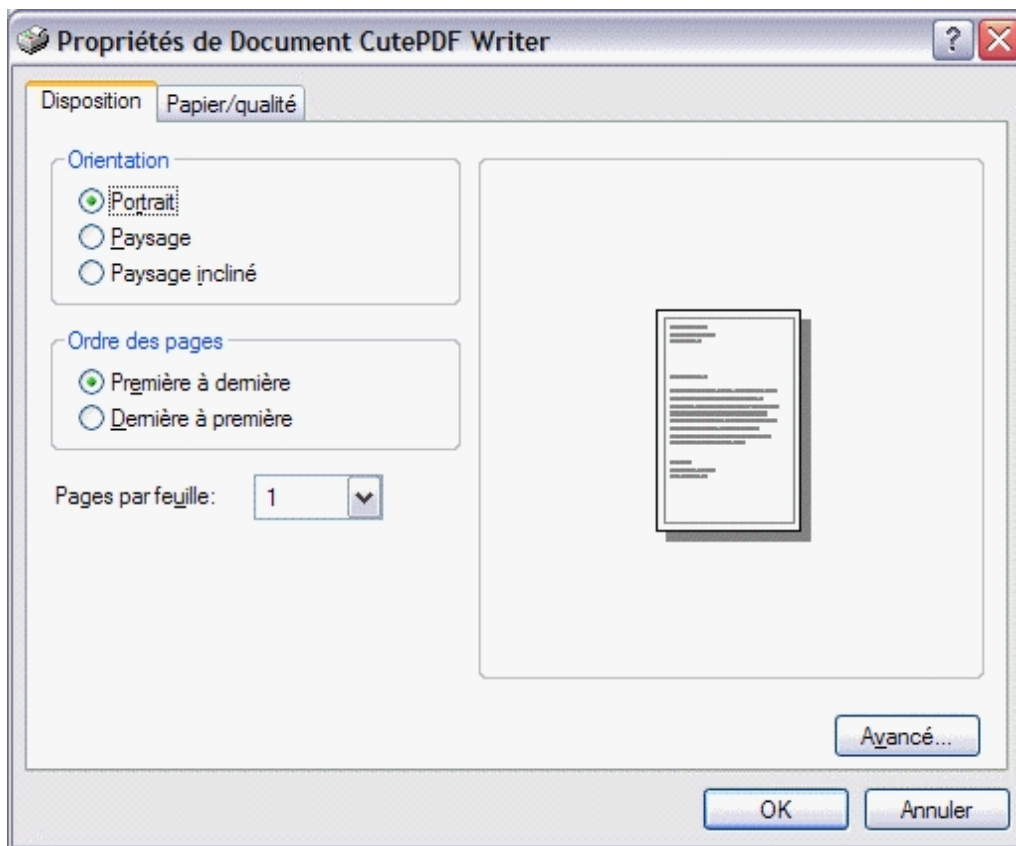 Propriétés de Document CutePDF Writer
Disposition
Papier/qualité
Orientation
Portrait
Paysage
Paysage incliné
Ordre des pages
Première à dernière
Dernière à première
Pages par feuille:
1
Avancé...
OK
Annuler